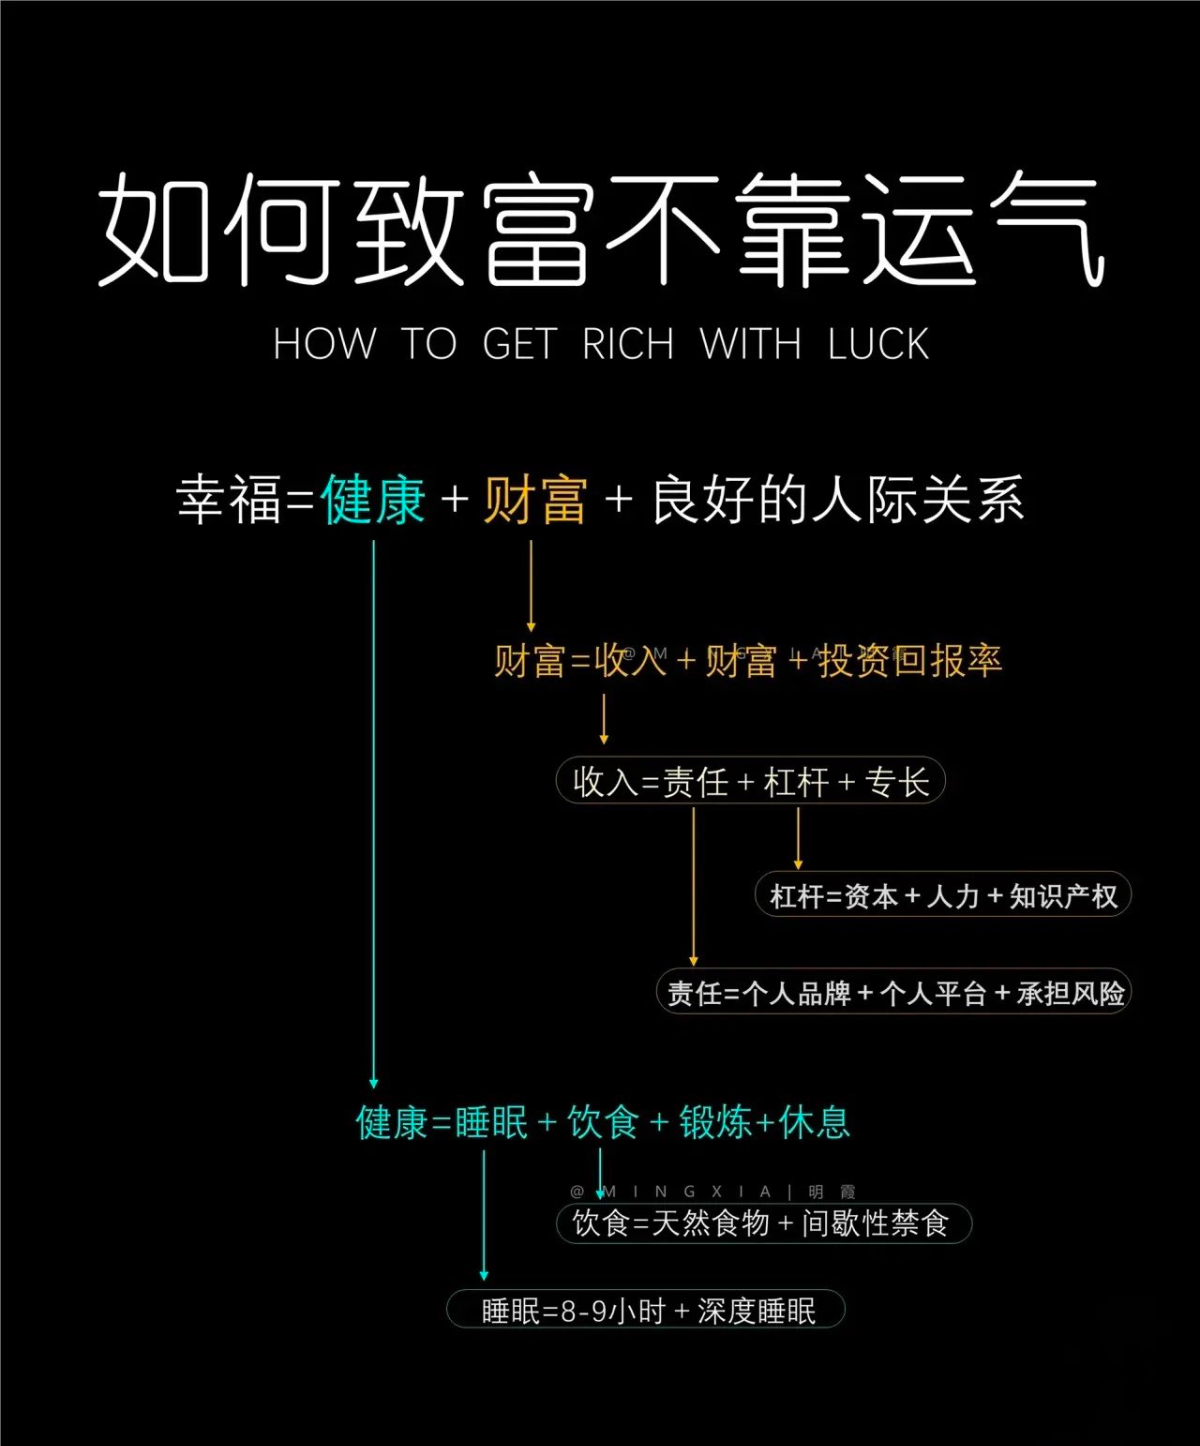 如何致富不靠运气
HOW TO GET RICH WITH LUCK
幸福=健康+财富+良好的人际关系
@MINGXIA|明霞
财富=收入+财富+投资回报率
收入=责任+杠杆+专长
杠杆=资本+人力+知识产权
责任=个人品牌+个人平台+承担风险
健康=睡眠+饮食+锻炼+休息
@MINGXIA|明霞
饮食=天然食物+间歇性禁食
睡眠=8-9小时+深度睡眠